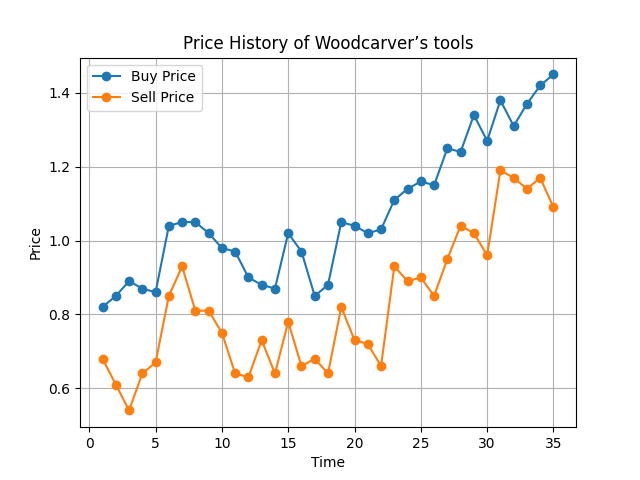 Price History of Woodcarver’s tools
Buy Price
Sell Price
Price
1.4
1.2
1.0
0.8
0.6
0 5 10 15 20 25 30 35
Time